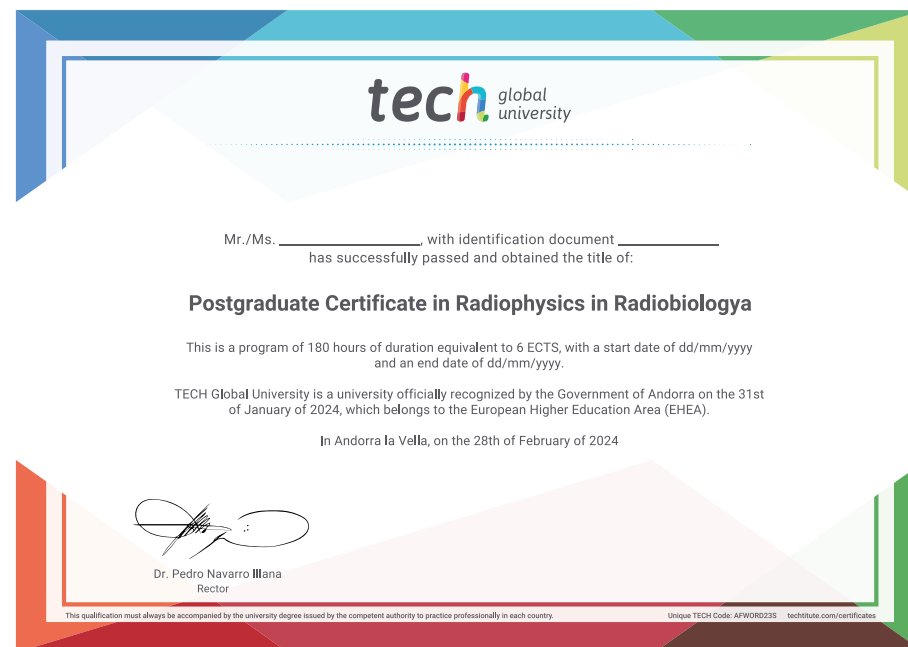 tech global university
Mr./Ms. ____________________, with identification document ______________
has successfully passed and obtained the title of:
Postgraduate Certificate in Radiophysics in Radiobiologya
This is a program of 180 hours of duration equivalent to 6 ECTS, with a start date of dd/mm/yyyy
and an end date of dd/mm/yyyy.
TECH Global University is a university officially recognized by the Government of Andorra on the 31st
of January of 2024, which belongs to the European Higher Education Area (EHEA).
In Andorra la Vella, on the 28th of February of 2024
Dr. Pedro Navarro Illana
Rector
This qualification must always be accompanied by the university degree issued by the competent authority to practice professionally in each country.
Unique TECH Code: AFWORD23S techtitute.com/certificates